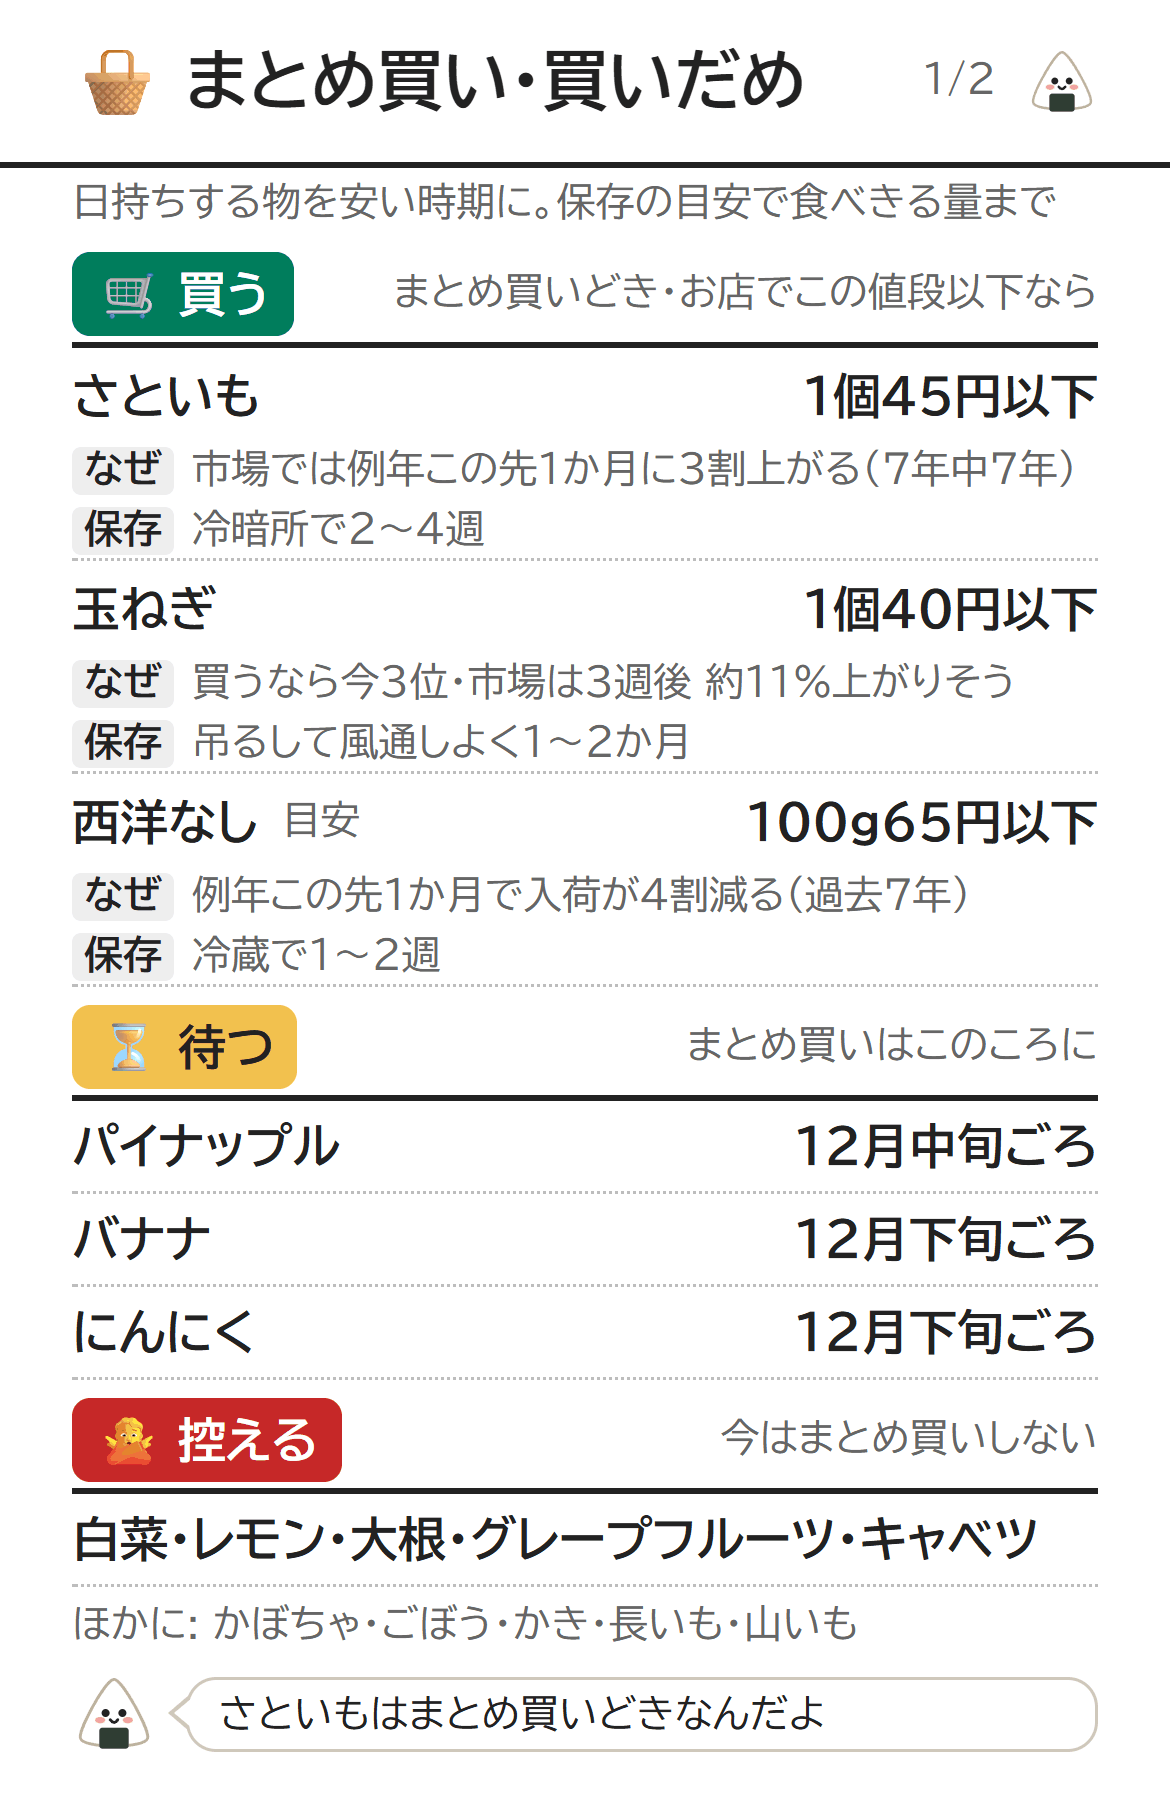 まとめ買い・買いだめ 1/2
日持ちする物を安い時期に。保存の目安で食べきる量まで
買う まとめ買いどき・お店でこの値段以下なら
さといも 1個45円以下
なぜ 市場では例年この先1か月に3割上がる（7年中7年）
保存 冷暗所で2〜4週
玉ねぎ 1個40円以下
なぜ 買うなら今3位・市場は3週後 約11%上がりそう
保存 吊るして風通しよく1〜2か月
西洋なし 目安 100g65円以下
なぜ 例年この先1か月で入荷が4割減る（過去7年）
保存 冷蔵で1〜2週
待つ まとめ買いはこのころに
パイナップル 12月中旬ごろ
バナナ 12月下旬ごろ
にんにく 12月下旬ごろ
控える 今はまとめ買いしない
白菜・レモン・大根・グレープフルーツ・キャベツ
ほかに: かぼちゃ・ごぼう・かき・長いも・山いも
さといもはまとめ買いどきなんだよ